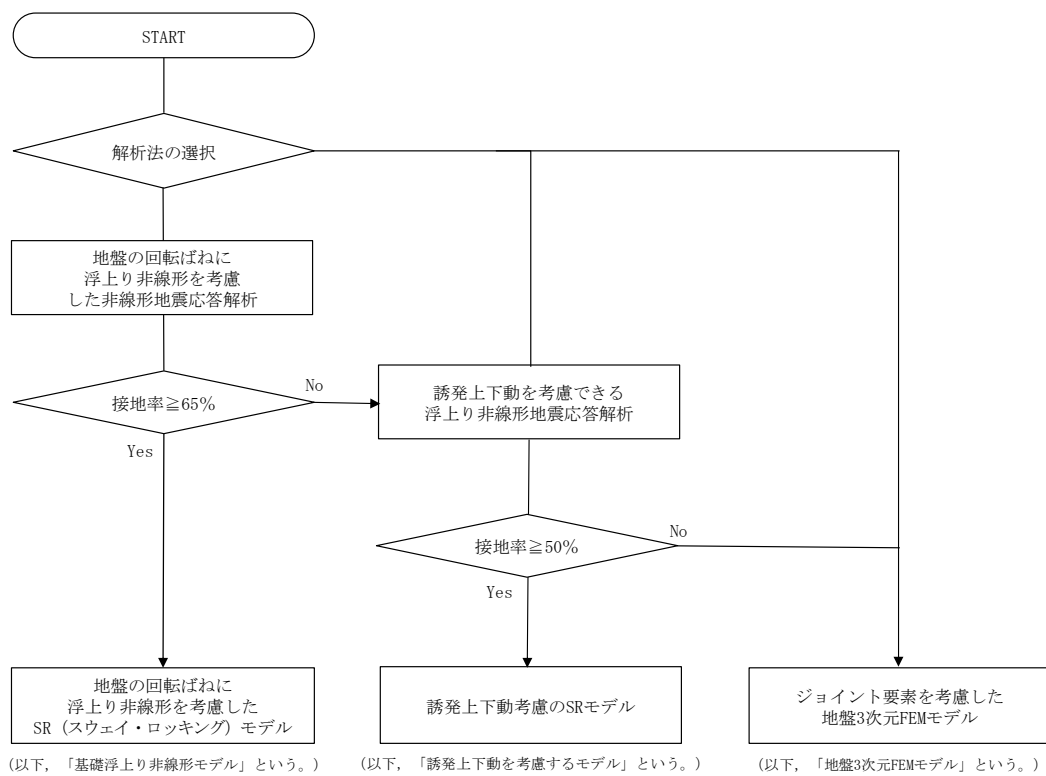 START
解析法の選択
地盤の回転ばねに
浮上り非線形を考慮
した非線形地震応答解析
接地率≧65%
No
Yes
誘発上下動を考慮できる
浮上り非線形地震応答解析
接地率≧50%
No
Yes
地盤の回転ばねに
浮上り非線形を考慮した
SR (スウェイ・ロッキング) モデル
(以下, 「基礎浮上り非線形モデル」という。)
誘発上下動考慮のSRモデル
(以下, 「誘発上下動を考慮するモデル」という。)
ジョイント要素を考慮した
地盤3次元FEMモデル
(以下, 「地盤3次元FEMモデル」という。)